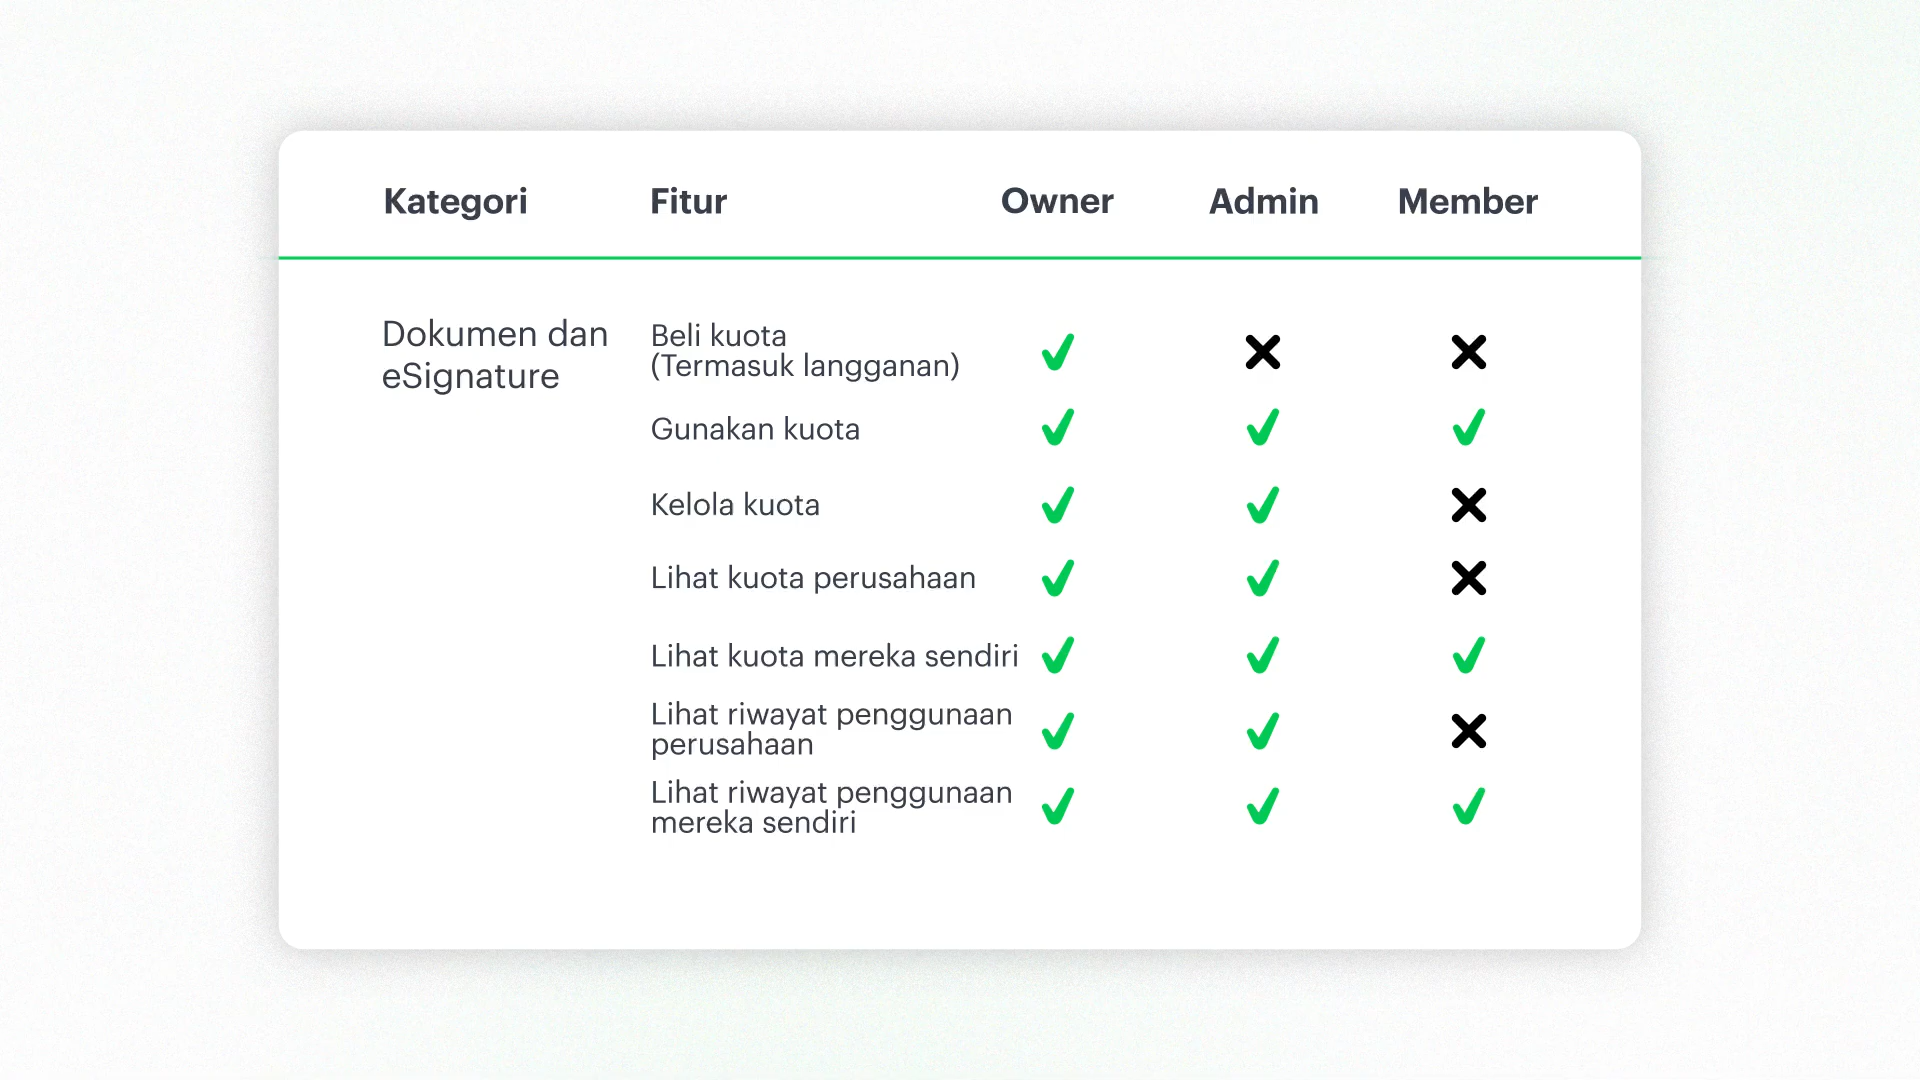 Kategori Fitur Owner Admin Member
Dokumen dan
eSignature
Beli kuota
(Termasuk langganan)
Gunakan kuota
Kelola kuota
Lihat kuota perusahaan
Lihat kuota mereka sendiri
Lihat riwayat penggunaan
perusahaan
Lihat riwayat penggunaan
mereka sendiri